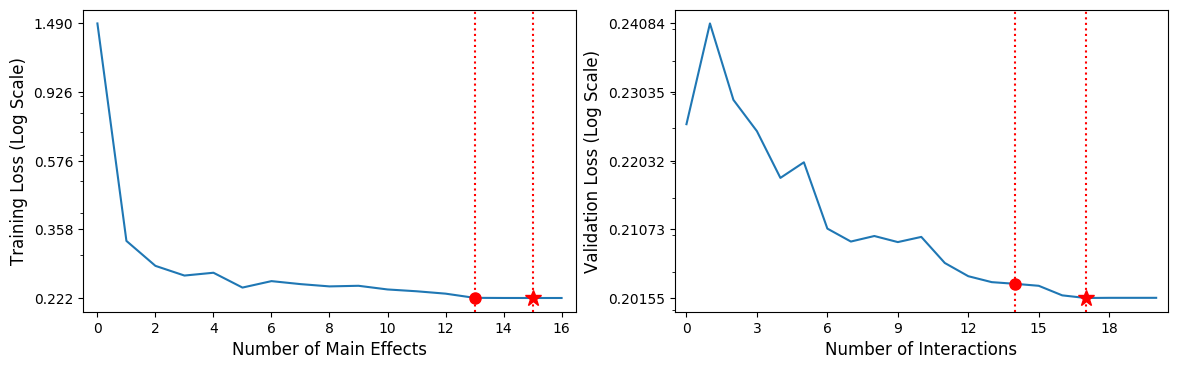 Training Loss (Log Scale)
1.490
0.926
0.576
0.358
0.222
0 2 4 6 8 10 12 14 16
Number of Main Effects
Validation Loss (Log Scale)
0.24084
0.23035
0.22032
0.21073
0.20155
0 3 6 9 12 15 18
Number of Interactions